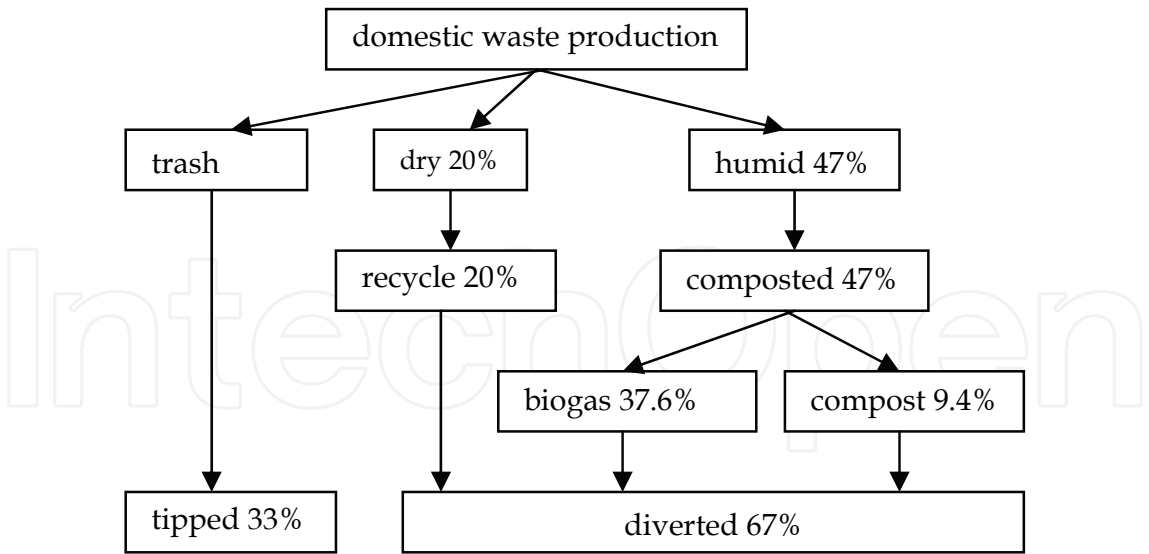 domestic waste production
trash
dry 20%
humid 47%
recycle 20%
composted 47%
IntechOpen
biogas 37.6%
compost 9.4%
tipped 33%
diverted 67%